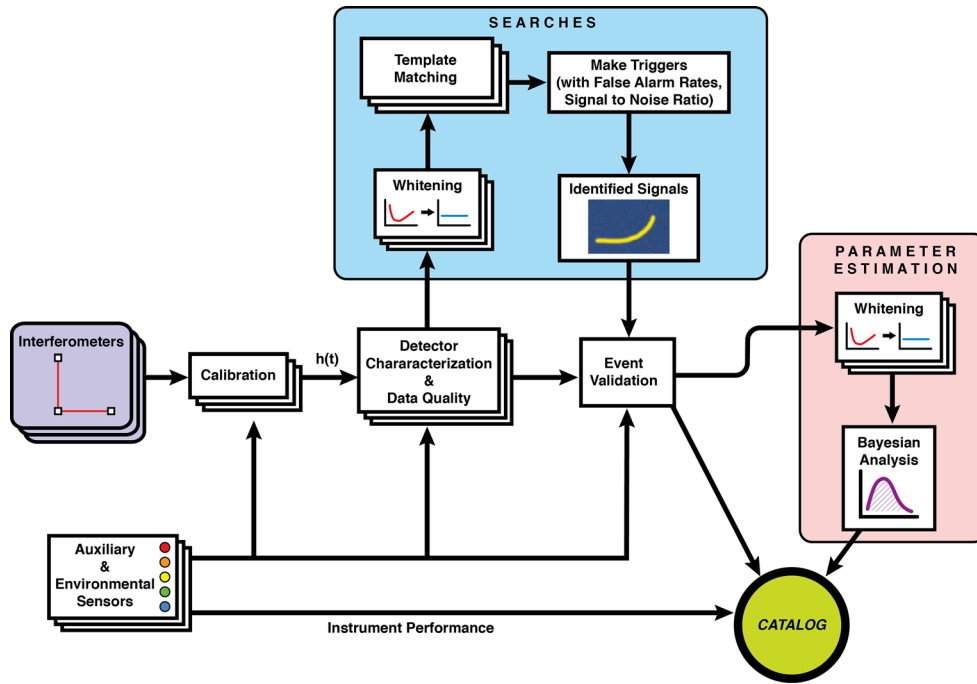 SEARCHES
Template
Matching
Make Triggers
(with False Alarm Rates,
Signal to Noise Ratio)
Whitening
Identified Signals
PARAMETER
ESTIMATION
Whitening
Interferometers
Calibration
h(t)
Detector
Chararacterization
&
Data Quality
Event
Validation
Bayesian
Analysis
Auxiliary
&
Environmental
Sensors
Instrument Performance
CATALOG